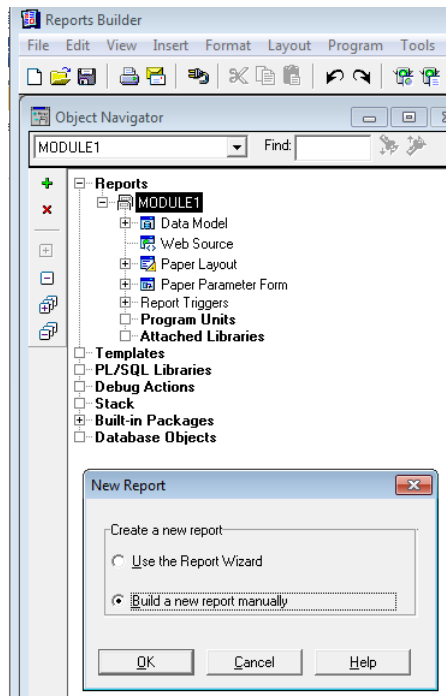 Reports Builder
File Edit View Insert Format Layout Program Tools
Object Navigator
MODULE1 Find:
Reports
MODULE1
Data Model
Web Source
Paper Layout
Paper Parameter Form
Report Triggers
Program Units
Attached Libraries
Templates
PL/SQL Libraries
Debug Actions
Stack
Built-in Packages
Database Objects
New Report
Create a new report
Use the Report Wizard
Build a new report manually
OK Cancel Help